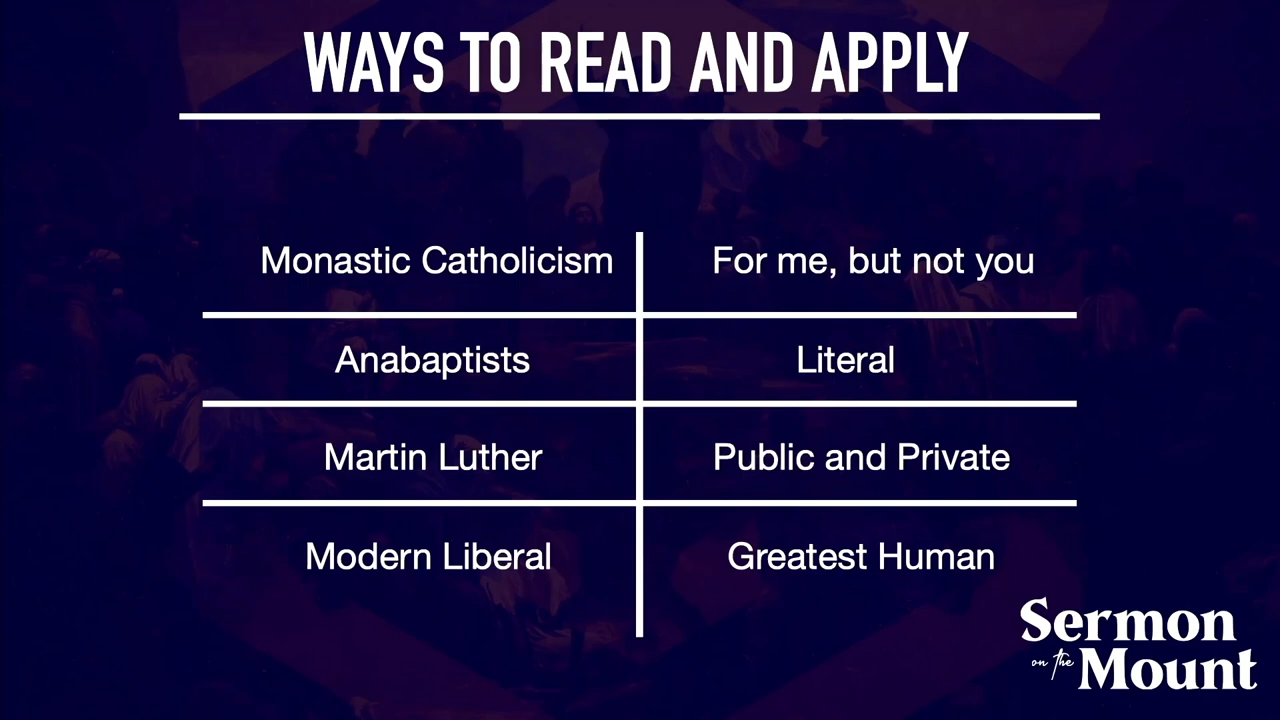 WAYS TO READ AND APPLY
Monastic Catholicism
For me, but not you
Anabaptists
Literal
Martin Luther
Public and Private
Modern Liberal
Greatest Human
Sermon
on the Mount